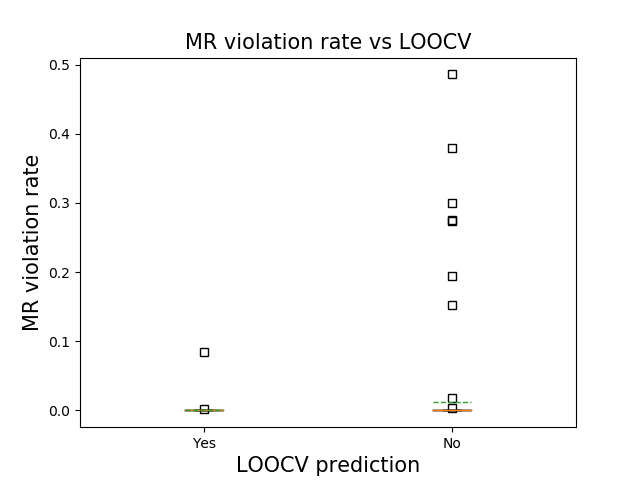 MR violation rate vs LOOCV
0.5
0.4
0.3
0.2
0.1
0.0
MR violation rate
Yes
No
LOOCV prediction